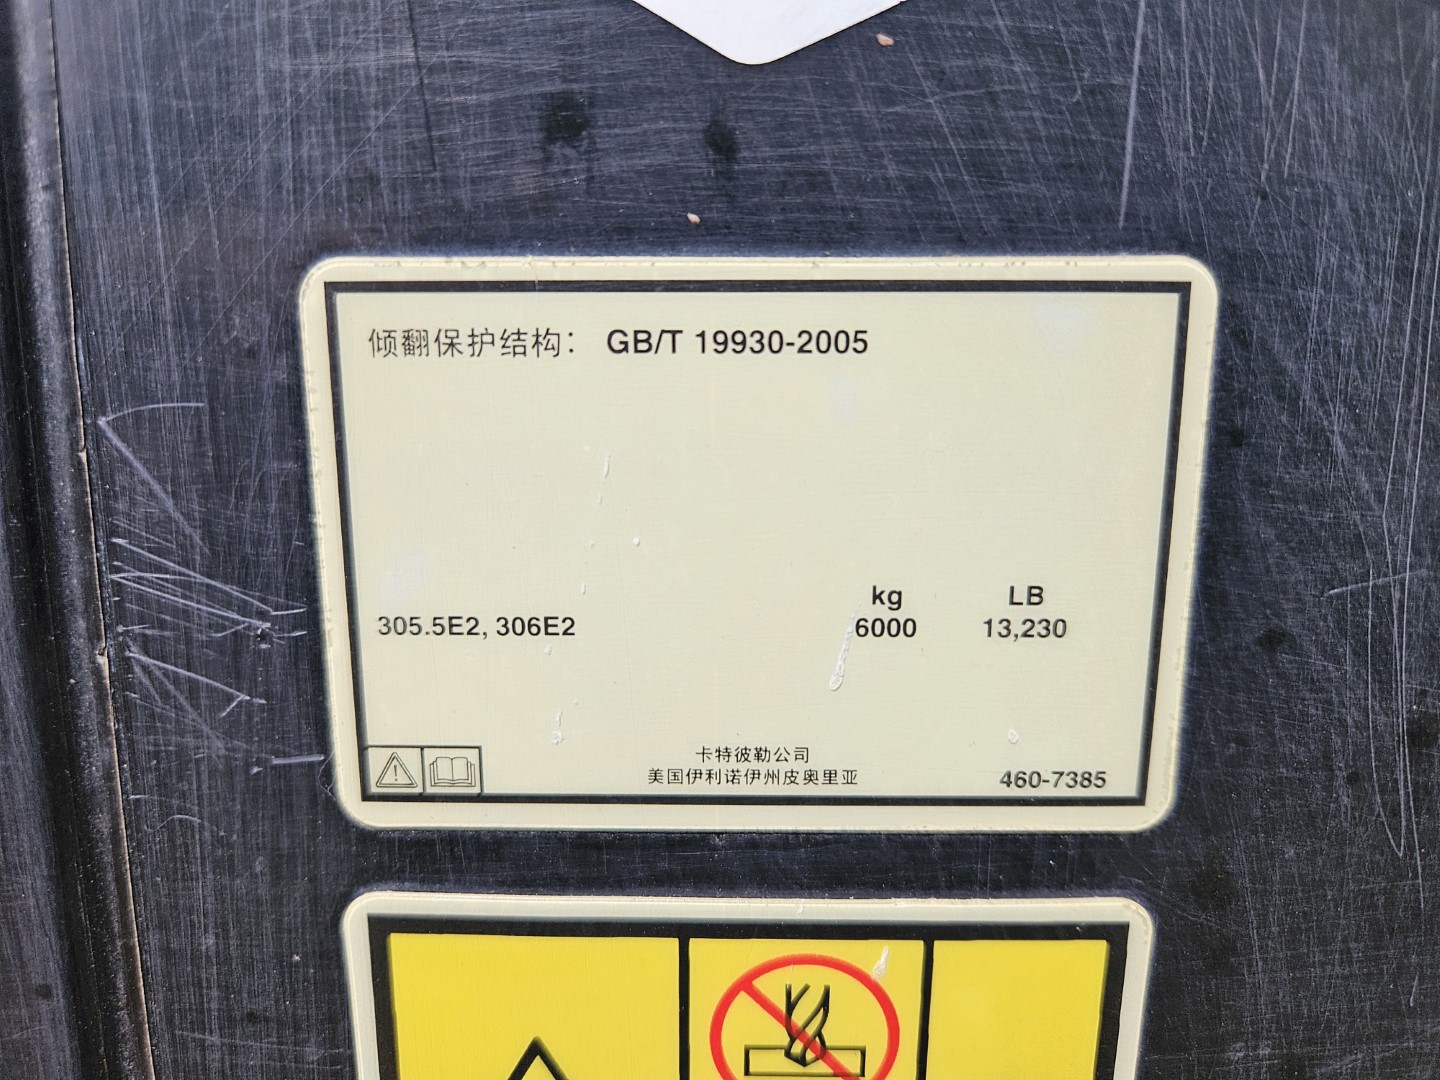 倾翻保护结构： GB/T 19930-2005
kg LB
305.5E2, 306E2 6000 13,230
卡特彼勒公司
美国伊利诺伊州皮奥里亚
460-7385